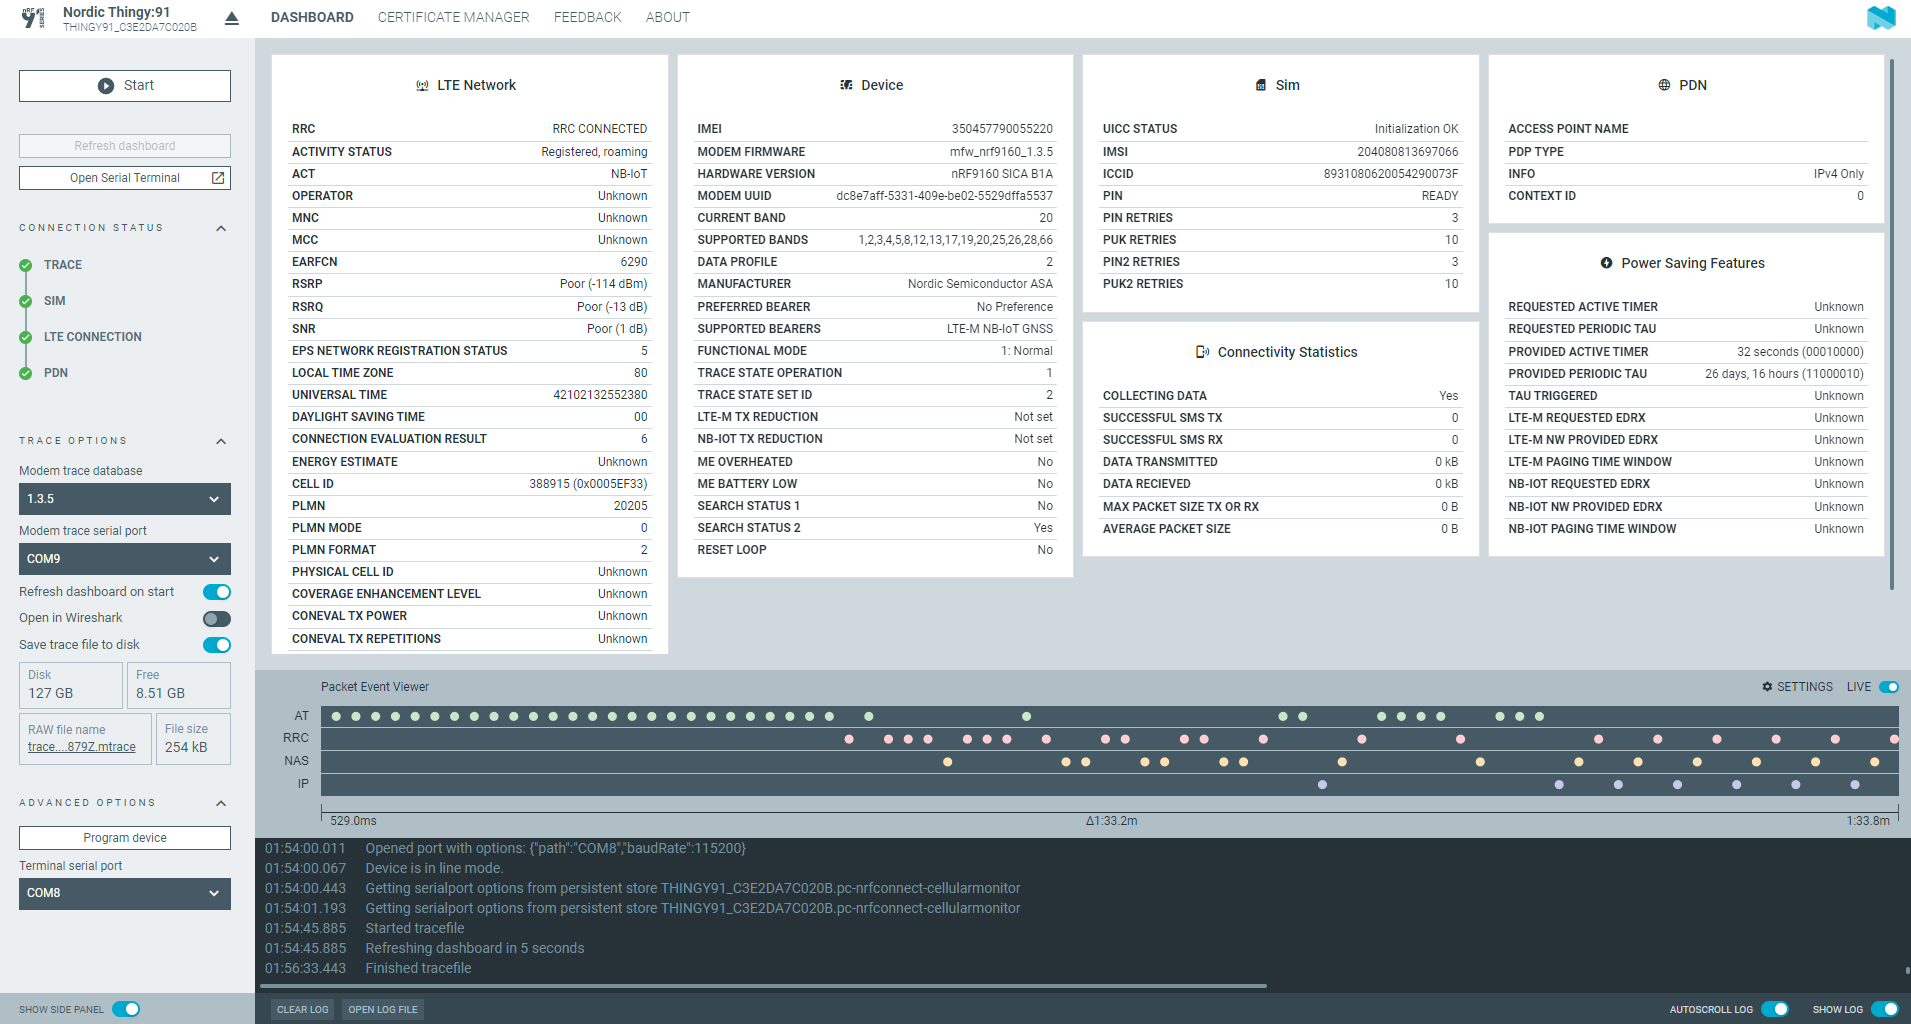 Nordic Thingy:91
THINGY91_C3E2DA7C020B
DASHBOARD CERTIFICATE MANAGER FEEDBACK ABOUT
Start
Refresh dashboard
Open Serial Terminal
CONNECTION STATUS
TRACE
SIM
LTE CONNECTION
PDN
TRACE OPTIONS
Modem trace database
1.3.5
Modem trace serial port
COM9
Refresh dashboard on start
Open in Wireshark
Save trace file to disk
Disk
127 GB
Free
8.51 GB
RAW file name
trace....879Z.mtrace
File size
254 kB
ADVANCED OPTIONS
Program device
Terminal serial port
COM8
SHOW SIDE PANEL
LTE Network
RRC RRC CONNECTED
ACTIVITY STATUS Registered, roaming
ACT NB-IoT
OPERATOR Unknown
MNC Unknown
MCC Unknown
EARFCN 6290
RSRP Poor (-114 dBm)
RSRQ Poor (-13 dB)
SNR Poor (1 dB)
EPS NETWORK REGISTRATION STATUS 5
LOCAL TIME ZONE 80
UNIVERSAL TIME 42102132552380
DAYLIGHT SAVING TIME 00
CONNECTION EVALUATION RESULT 6
ENERGY ESTIMATE Unknown
CELL ID 388915 (0x0005EF33)
PLMN 20205
PLMN MODE 0
PLMN FORMAT 2
PHYSICAL CELL ID Unknown
COVERAGE ENHANCEMENT LEVEL Unknown
CONEVAL TX POWER Unknown
CONEVAL TX REPETITIONS Unknown
Device
IMEI 350457790055220
MODEM FIRMWARE mfw_nrf9160_1.3.5
HARDWARE VERSION nRF9160 SICA B1A
MODEM UUID dc8e7aff-5331-409e-be02-5529dffa5537
CURRENT BAND 20
SUPPORTED BANDS 1,2,3,4,5,8,12,13,17,19,20,25,26,28,66
DATA PROFILE 2
MANUFACTURER Nordic Semiconductor ASA
PREFERRED BEARER No Preference
SUPPORTED BEARERS LTE-M NB-IoT GNSS
FUNCTIONAL MODE 1: Normal
TRACE STATE OPERATION 1
TRACE STATE SET ID 2
LTE-M TX REDUCTION Not set
NB-IOT TX REDUCTION Not set
ME OVERHEATED No
ME BATTERY LOW No
SEARCH STATUS 1 No
SEARCH STATUS 2 Yes
RESET LOOP No
Sim
UICC STATUS Initialization OK
IMSI 204080813697066
ICCID 8931080620054290073F
PIN READY
PIN RETRIES 3
PUK RETRIES 10
PIN2 RETRIES 3
PUK2 RETRIES 10
Connectivity Statistics
COLLECTING DATA Yes
SUCCESSFUL SMS TX 0
SUCCESSFUL SMS RX 0
DATA TRANSMITTED 0 kB
DATA RECIEVED 0 kB
MAX PACKET SIZE TX OR RX 0 B
AVERAGE PACKET SIZE 0 B
PDN
ACCESS POINT NAME
PDP TYPE
INFO IPv4 Only
CONTEXT ID 0
Power Saving Features
REQUESTED ACTIVE TIMER Unknown
REQUESTED PERIODIC TAU Unknown
PROVIDED ACTIVE TIMER 32 seconds (00010000)
PROVIDED PERIODIC TAU 26 days, 16 hours (11000010)
TAU TRIGGERED Unknown
LTE-M REQUESTED EDRX Unknown
LTE-M NW PROVIDED EDRX Unknown
LTE-M PAGING TIME WINDOW Unknown
NB-IOT REQUESTED EDRX Unknown
NB-IOT NW PROVIDED EDRX Unknown
NB-IOT PAGING TIME WINDOW Unknown
Packet Event Viewer SETTINGS LIVE
AT
RRC
NAS
IP
529.0ms Δ1:33.2m 1:33.8m
01:54:00.011 Opened port with options: {"path":"COM8","baudRate":115200}
01:54:00.067 Device is in line mode.
01:54:00.443 Getting serialport options from persistent store THINGY91_C3E2DA7C020B.pc-nrfconnect-cellularmonitor
01:54:01.193 Getting serialport options from persistent store THINGY91_C3E2DA7C020B.pc-nrfconnect-cellularmonitor
01:54:45.885 Started tracefile
01:54:45.885 Refreshing dashboard in 5 seconds
01:56:33.443 Finished tracefile
CLEAR LOG OPEN LOG FILE AUTOSCROLL LOG SHOW LOG